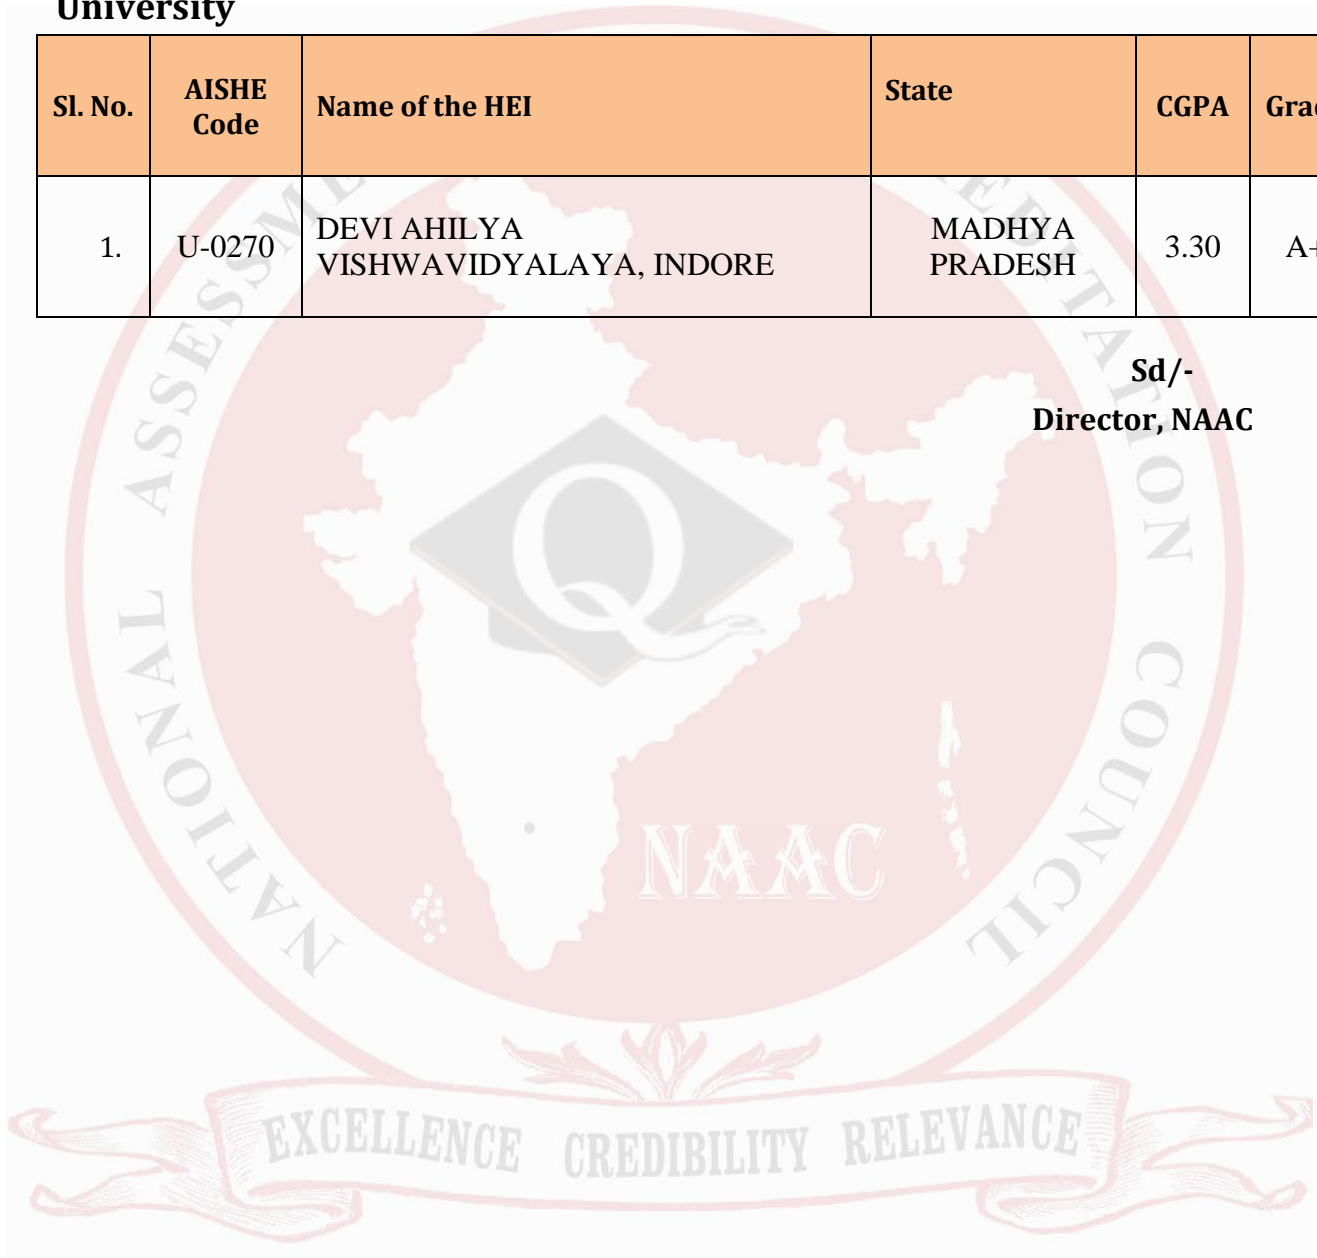 University
Sl. No. AISHE Code Name of the HEI State CGPA
1. U-0270 DEVI AHILYA VISHWAVIDYALAYA, INDORE MADHYA PRADESH 3.30 A+
Sd/-
Director, NAAC
NATIONAL ASSESSMENT AND ACCREDITATION COUNCIL
NAAC
EXCELLENCE CREDIBILITY RELEVANCE